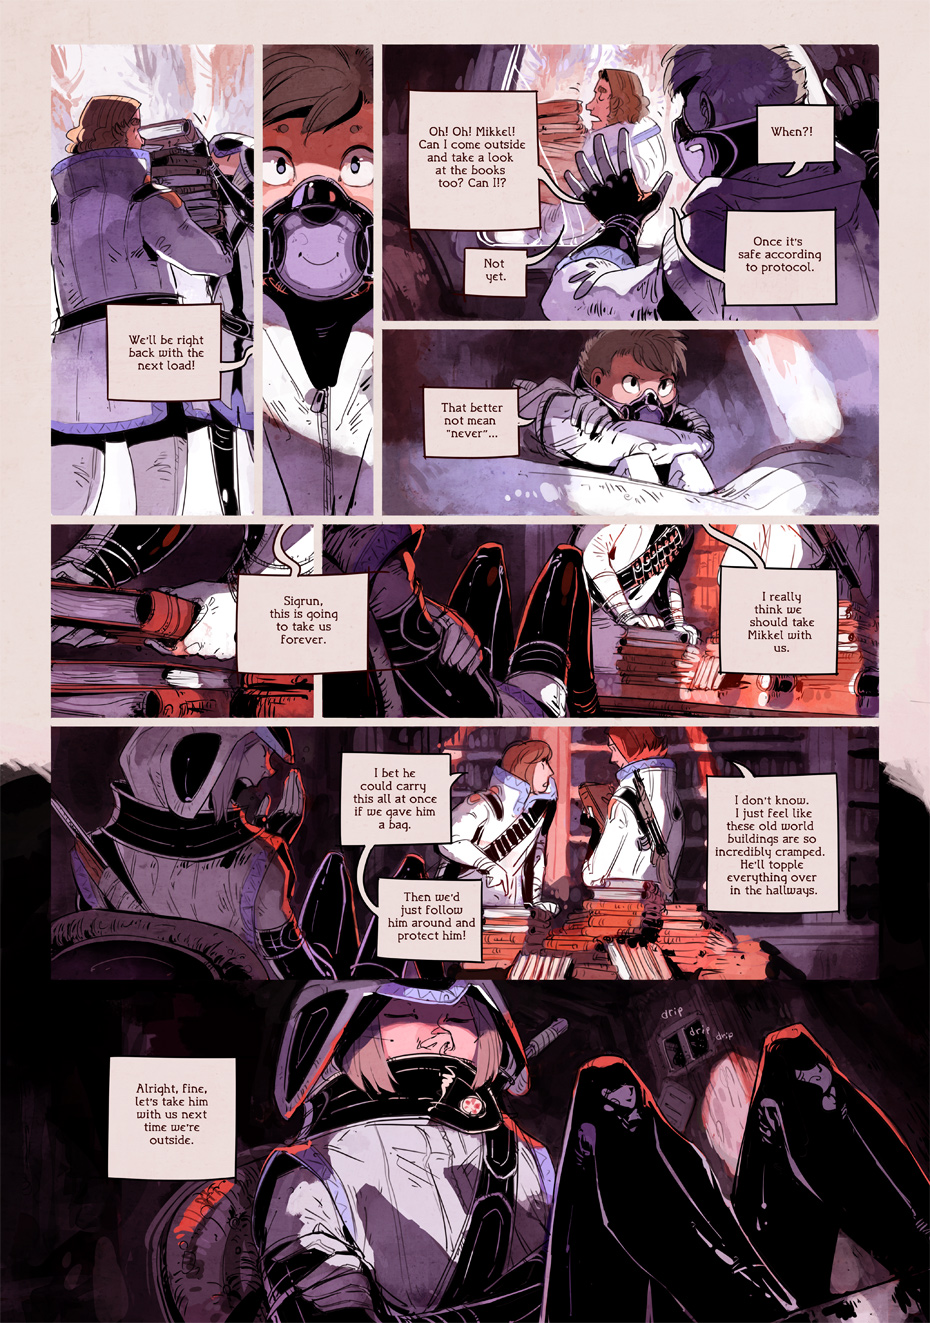 We'll be right
back with the
next load!
Oh! Oh! Mikkel!
Can I come outside
and take a look
at the books
too? Can I!?
Not
yet.
When?!
Once it's
safe according
to protocol.
That better
not mean
"never"...
Sigrun,
this is going
to take us
forever.
I really
think we
should take
Mikkel with
us.
I bet he
could carry
this all at once
if we gave him
a bag.
Then we'd
just follow
him around and
protect him!
I don't know.
I just feel like
these old world
buildings are so
incredibly cramped.
He'll topple
everything over
in the hallways.
drip
drip
drip
Alright, fine,
let's take him
with us next
time we're
outside.